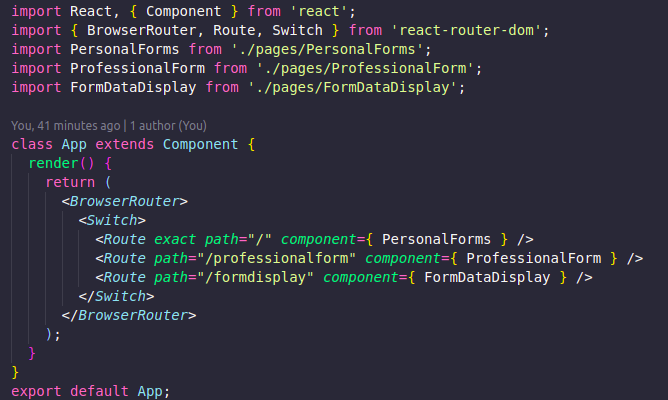 import React, { Component } from 'react';
import { BrowserRouter, Route, Switch } from 'react-router-dom';
import PersonalForms from './pages/PersonalForms';
import ProfessionalForm from './pages/ProfessionalForm';
import FormDataDisplay from './pages/FormDataDisplay';
You, 41 minutes ago | 1 author (You)
class App extends Component {
  render() {
    return (
      <BrowserRouter>
        <Switch>
          <Route exact path="/" component={ PersonalForms } />
          <Route path="/professionalform" component={ ProfessionalForm } />
          <Route path="/formdisplay" component={ FormDataDisplay } />
        </Switch>
      </BrowserRouter>
    );
  }
}
export default App;